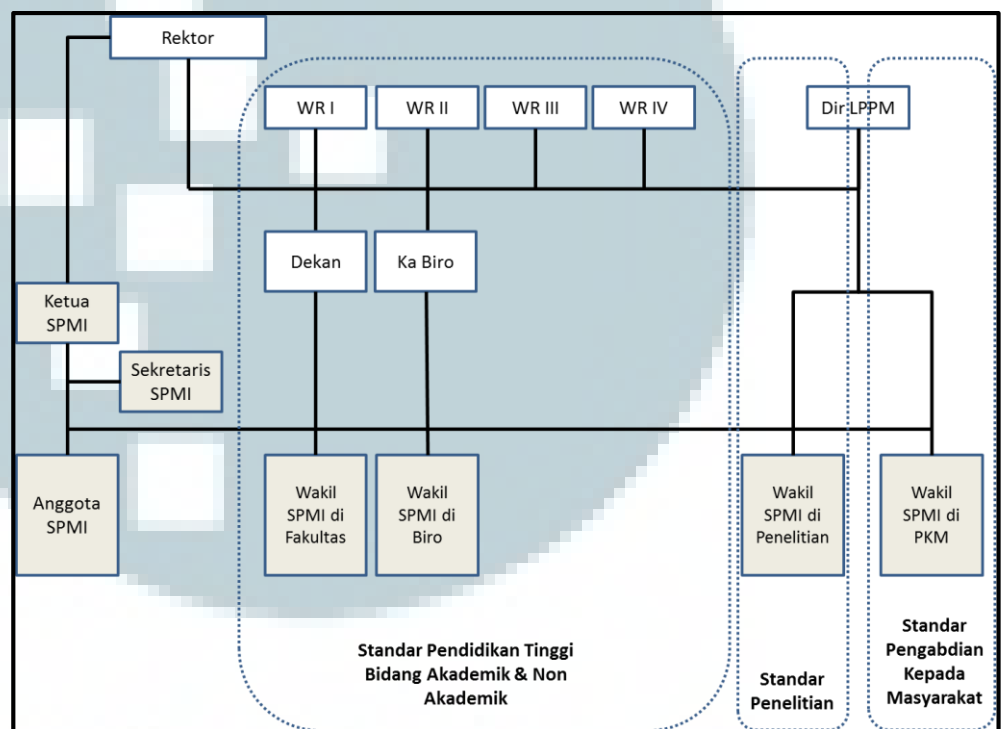 Rektor
WR I
WR II
WR III
WR IV
Dir LPPM
Dekan
Ka Biro
Ketua
SPMI
Sekretaris
SPMI
Anggota
SPMI
Wakil
SPMI di
Fakultas
Wakil
SPMI di
Biro
Wakil
SPMI di
Penelitian
Wakil
SPMI di
PKM
Standar Pendidikan Tinggi
Bidang Akademik & Non
Akademik
Standar
Penelitian
Standar
Pengabdian
Kepada
Masyarakat